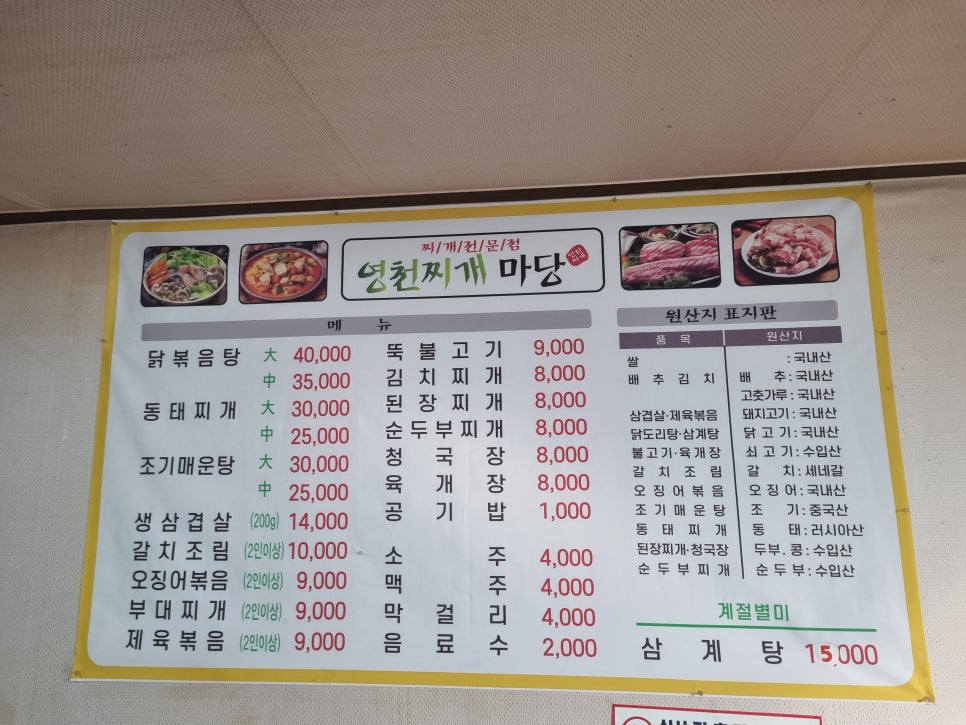 찌/개/전/문/점
영천찌개 마당
메 뉴
닭볶음탕 大 40,000
中 35,000
동태찌개 大 30,000
中 25,000
조기매운탕 大 30,000
中 25,000
생삼겹살 (200g) 14,000
갈치조림 (2인이상) 10,000
오징어볶음 (2인이상) 9,000
부대찌개 (2인이상) 9,000
제육볶음 (2인이상) 9,000
뚝불고기 9,000
김치찌개 8,000
된장찌개 8,000
순두부찌개 8,000
청국장 8,000
육개장 8,000
공기밥 1,000
소주 4,000
맥주 4,000
막걸리 4,000
음료수 2,000
원산지 표지판
품목 원산지
쌀 : 국내산
배추김치 배추 : 국내산
고춧가루 : 국내산
삼겹살·제육볶음 돼지고기 : 국내산
닭도리탕·삼계탕 닭고기 : 국내산
불고기·육개장 쇠고기 : 수입산
갈치조림 갈치 : 세네갈
오징어볶음 오징어 : 국내산
조기매운탕 조기 : 중국산
동태찌개 동태 : 러시아산
된장찌개·청국장 두부.콩 : 수입산
순두부찌개 순두부 : 수입산
계절별미
삼계탕 15,000